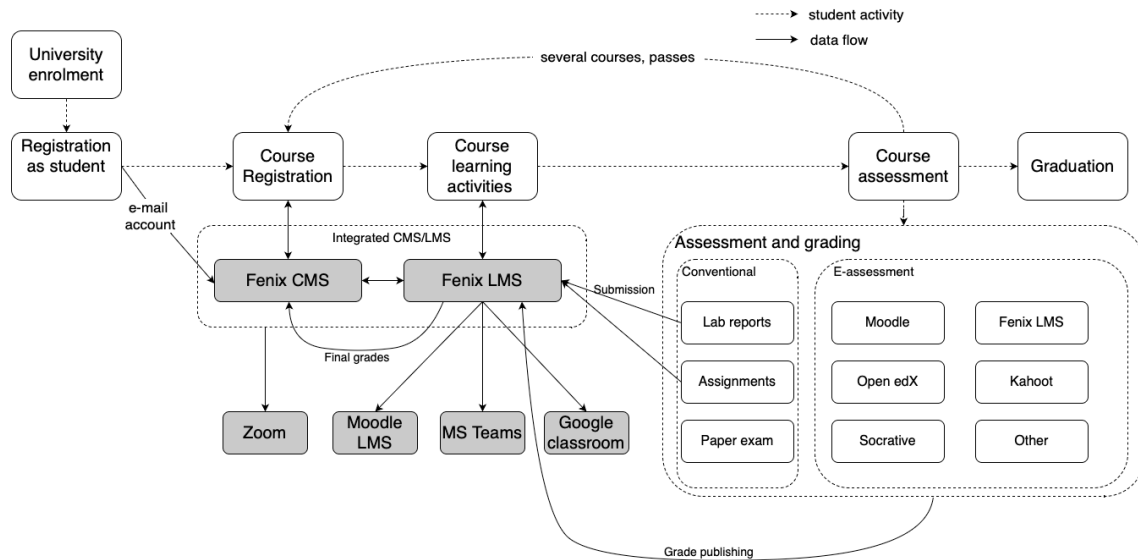 student activity
data flow
University
enrolment
several courses, passes
Registration
as student
Course
Registration
Course
learning
activities
Course
assessment
Graduation
e-mail
account
Integrated CMS/LMS
Fenix CMS
Fenix LMS
Final grades
Zoom
Moodle
LMS
MS Teams
Google
classroom
Submission
Assessment and grading
Conventional
Lab reports
Assignments
Paper exam
E-assessment
Moodle
Fenix LMS
Open edX
Kahoot
Socrative
Other
Grade publishing